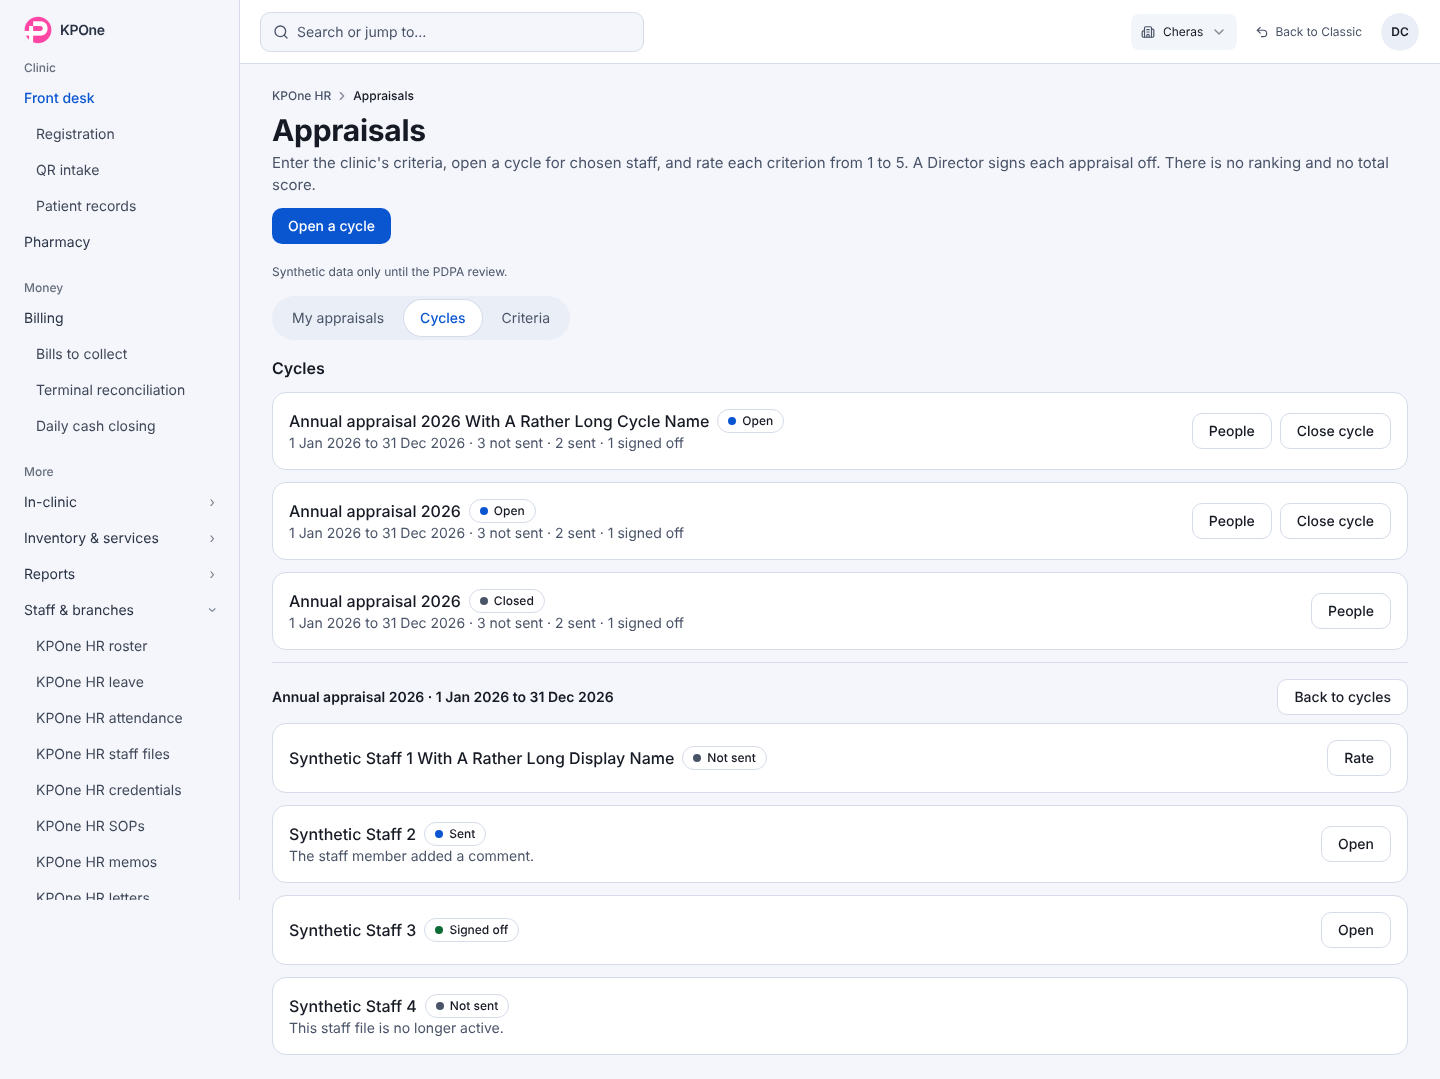 KPOne
Clinic
Front desk
Registration
QR intake
Patient records
Pharmacy
Money
Billing
Bills to collect
Terminal reconciliation
Daily cash closing
More
In-clinic
Inventory & services
Reports
Staff & branches
KPOne HR roster
KPOne HR leave
KPOne HR attendance
KPOne HR staff files
KPOne HR credentials
KPOne HR SOPs
KPOne HR memos
KPOne HR letters
Search or jump to...
Cheras
Back to Classic
DC
KPOne HR > Appraisals
Appraisals
Enter the clinic's criteria, open a cycle for chosen staff, and rate each criterion from 1 to 5. A Director signs each appraisal off. There is no ranking and no total
score.
Open a cycle
Synthetic data only until the PDPA review.
My appraisals
Cycles
Criteria
Cycles
Annual appraisal 2026 With A Rather Long Cycle Name Open
1 Jan 2026 to 31 Dec 2026 · 3 not sent · 2 sent · 1 signed off
People
Close cycle
Annual appraisal 2026 Open
1 Jan 2026 to 31 Dec 2026 · 3 not sent · 2 sent · 1 signed off
People
Close cycle
Annual appraisal 2026 Closed
1 Jan 2026 to 31 Dec 2026 · 3 not sent · 2 sent · 1 signed off
People
Annual appraisal 2026 · 1 Jan 2026 to 31 Dec 2026
Back to cycles
Synthetic Staff 1 With A Rather Long Display Name Not sent
Rate
Synthetic Staff 2 Sent
The staff member added a comment.
Open
Synthetic Staff 3 Signed off
Open
Synthetic Staff 4 Not sent
This staff file is no longer active.